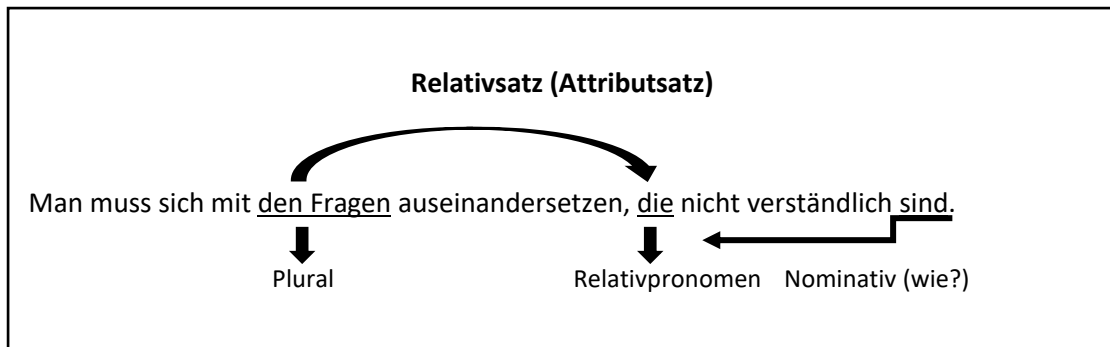 Relativsatz (Attributsatz)
Man muss sich mit den Fragen auseinandersetzen, die nicht verständlich sind.
Plural Relativpronomen Nominativ (wie?)